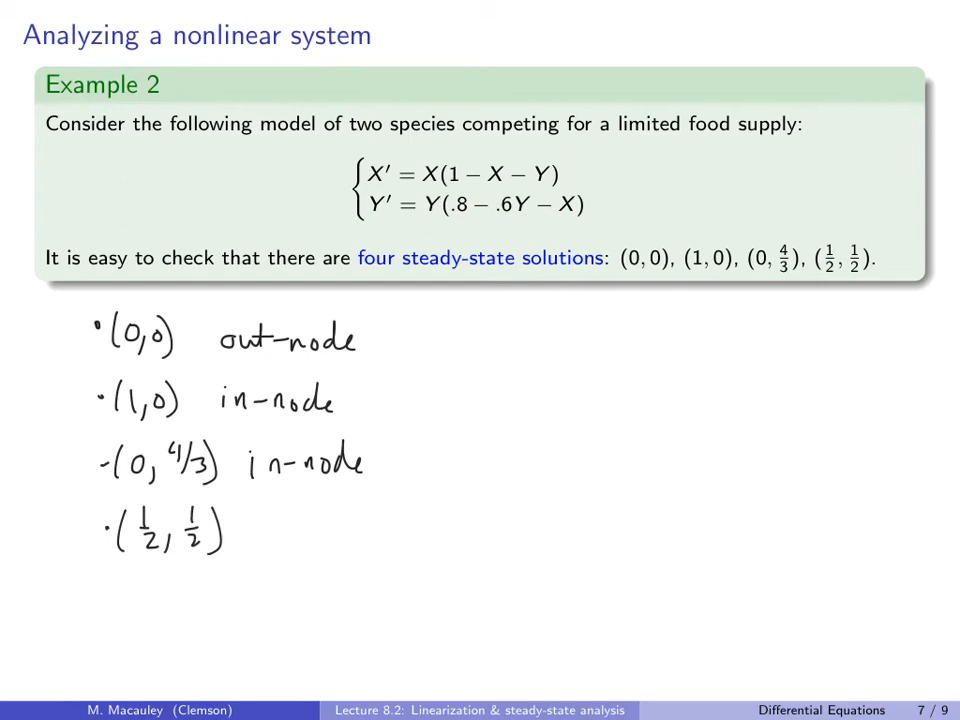 Analyzing a nonlinear system
Example 2
Consider the following model of two species competing for a limited food supply:
X′ = X(1 − X − Y)
Y′ = Y(.8 − .6Y − X)
It is easy to check that there are four steady-state solutions: (0, 0), (1, 0), (0, 4/3), (1/2, 1/2).
• (0,0) out-node
• (1,0) in-node
• (0, 4/3) in-node
• (1/2, 1/2)
M. Macauley (Clemson) Lecture 8.2: Linearization & steady-state analysis Differential Equations 7 / 9